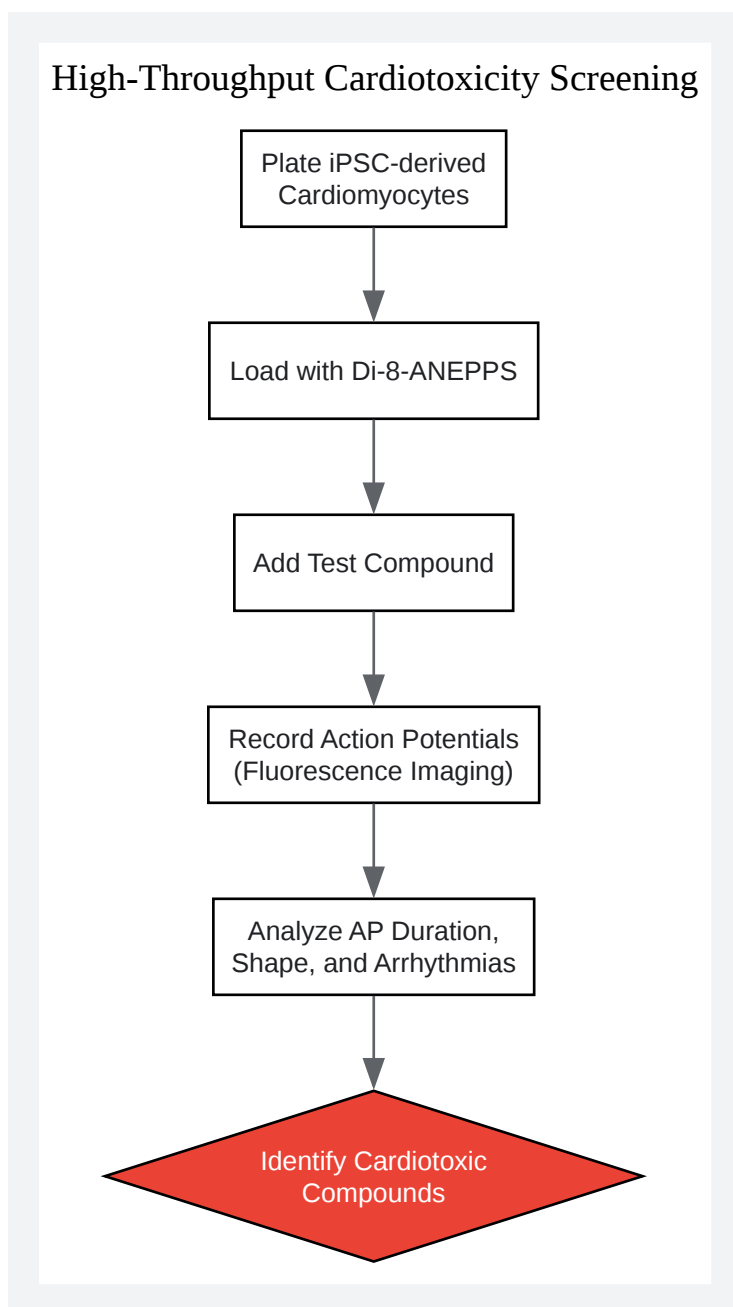 High-Throughput Cardiotoxicity Screening
Plate iPSC-derived
Cardiomyocytes
Load with Di-8-ANEPPS
Add Test Compound
Record Action Potentials
(Fluorescence Imaging)
Analyze AP Duration,
Shape, and Arrhythmias
Identify Cardiotoxic
Compounds